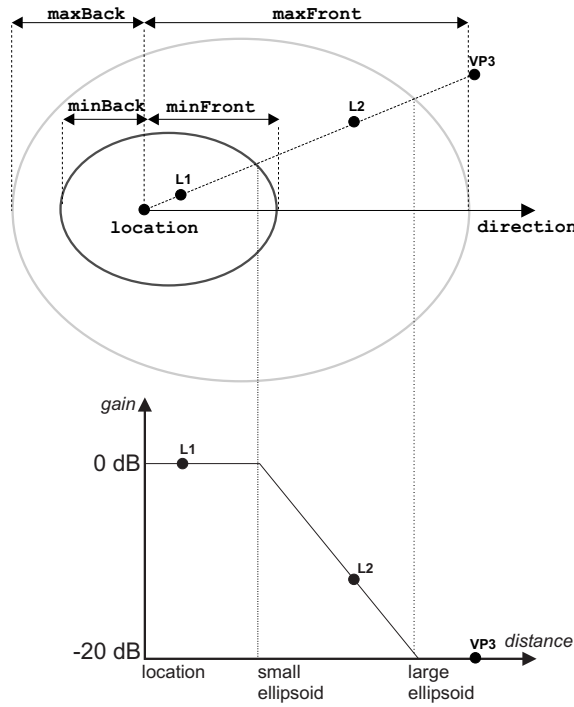 maxBack maxFront
VP3
L2
minBack minFront
L1
location direction
gain
L1
0 dB
L2
VP3
-20 dB distance
location small ellipsoid large ellipsoid